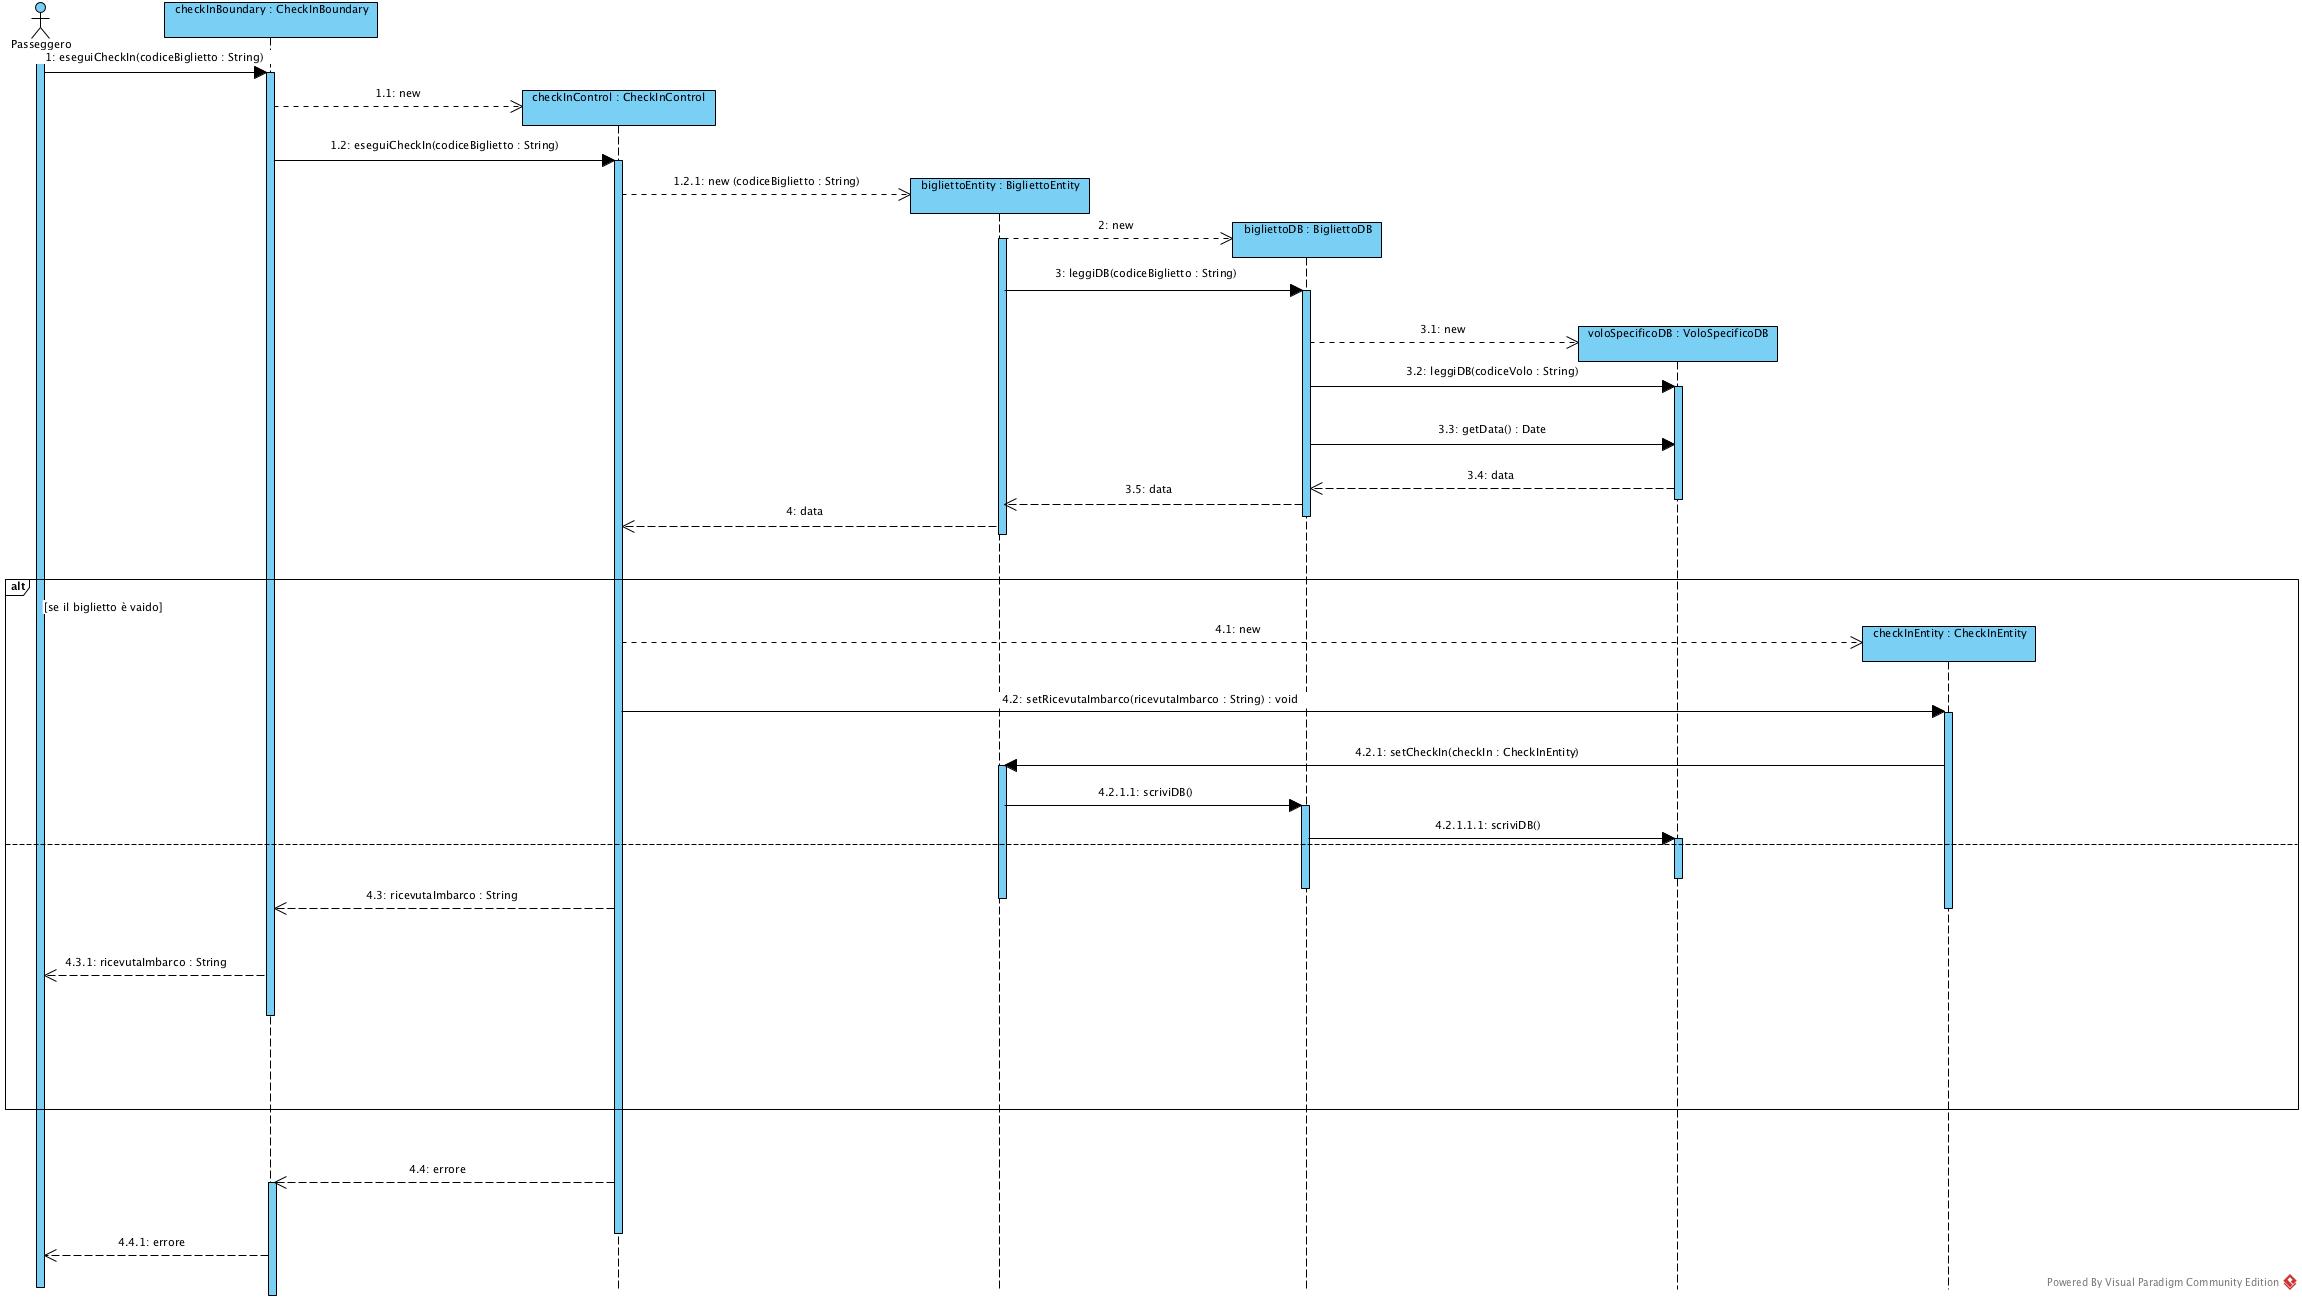 checkInBoundary : CheckInBoundary
Passeggero
1: eseguiCheckIn(codiceBiglietto : String)
1.1: new
checkInControl : CheckInControl
1.2: eseguiCheckIn(codiceBiglietto : String)
1.2.1: new (codiceBiglietto : String)
bigliettoEntity : BigliettoEntity
2: new
bigliettoDB : BigliettoDB
3: leggiDB(codiceBiglietto : String)
3.1: new
voloSpecificoDB : VoloSpecificoDB
3.2: leggiDB(codiceVolo : String)
3.3: getData() : Date
3.4: data
3.5: data
4: data
alt
[se il biglietto è vaido]
4.1: new
checkInEntity : CheckInEntity
4.2: setRicevutaImbarco(ricevutaImbarco : String) : void
4.2.1: setCheckIn(checkIn : CheckInEntity)
4.2.1.1: scriviDB()
4.2.1.1.1: scriviDB()
4.3: ricevutaImbarco : String
4.3.1: ricevutaImbarco : String
4.4: errore
4.4.1: errore
Powered By Visual Paradigm Community Edition